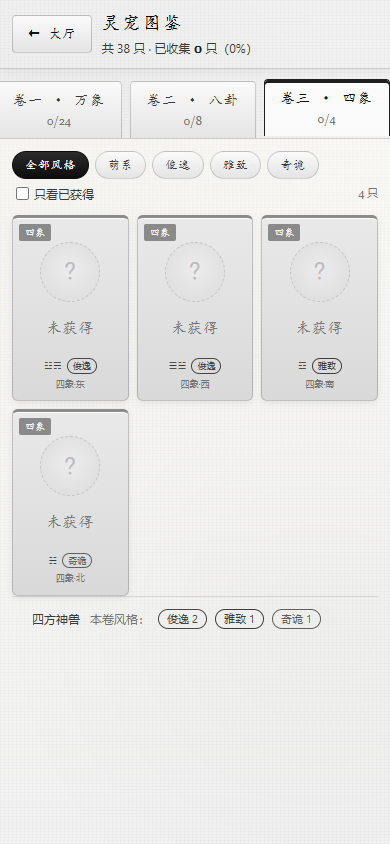 ← 大厅
灵宠图鉴
共 38 只 · 已收集 0 只（0%）
卷一 · 万象
0/24
卷二 · 八卦
0/8
卷三 · 四象
0/4
全部风格
萌系
俊逸
雅致
奇诡
只看已获得
4 只
四象
?
未获得
☳☴ 俊逸
四象·东
四象
?
未获得
☰☱ 俊逸
四象·西
四象
?
未获得
☲ 雅致
四象·南
四象
?
未获得
☵ 奇诡
四象·北
四方神兽 本卷风格： 俊逸 2 雅致 1 奇诡 1